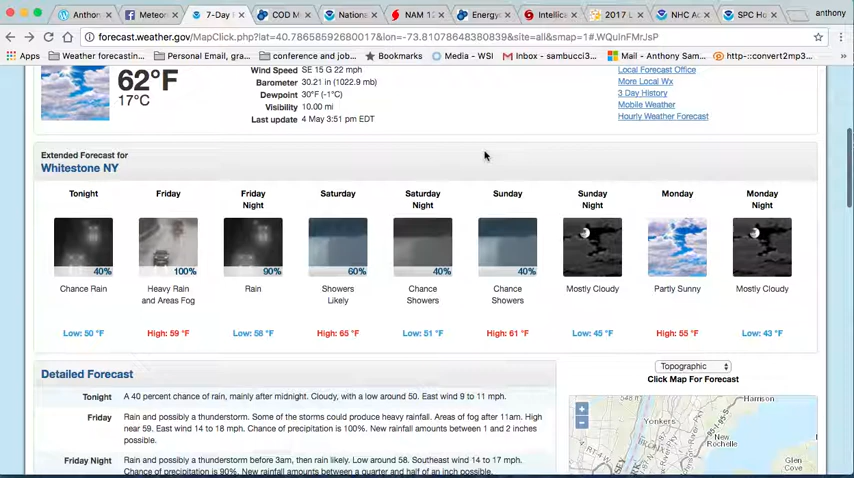 Anthon
Meteor
7-Day
COD M
Nationa
NAM 12
Energy
Intellica
2017 L
NHC A
SPC Ho
anthony
forecast.weather.gov/MapClick.php?lat=40.78658592680017&lon=-73.81078648380839&site=all&smap=1#.WQuInFMrJsP
Apps
Weather forecasting...
Personal Email, gra...
conference and job...
Bookmarks
Media - WSI
Inbox - sambucci3...
Mail - Anthony Sam...
http-::convert2mp3...
62°F
17°C
Wind Speed SE 15 G 22 mph
Barometer 30.21 in (1022.9 mb)
Dewpoint 30°F (-1°C)
Visibility 10.00 mi
Last update 4 May 3:51 pm EDT
Local Forecast Office
More Local Wx
3 Day History
Mobile Weather
Hourly Weather Forecast
Extended Forecast for
Whitestone NY
Tonight
40%
Chance Rain
Low: 50 °F
Friday
100%
Heavy Rain
and Areas Fog
High: 59 °F
Friday
Night
90%
Rain
Low: 58 °F
Saturday
60%
Showers
Likely
High: 65 °F
Saturday
Night
40%
Chance
Showers
Low: 51 °F
Sunday
40%
Chance
Showers
High: 61 °F
Sunday
Night
Mostly Cloudy
Low: 45 °F
Monday
Partly Sunny
High: 55 °F
Monday
Night
Mostly Cloudy
Low: 43 °F
Detailed Forecast
Tonight A 40 percent chance of rain, mainly after midnight. Cloudy, with a low around 50. East wind 9 to 11 mph.
Friday Rain and possibly a thunderstorm. Some of the storms could produce heavy rainfall. Areas of fog after 11am. High
near 59. East wind 14 to 18 mph. Chance of precipitation is 100%. New rainfall amounts between 1 and 2 inches
possible.
Friday Night Rain and possibly a thunderstorm before 3am, then rain likely. Low around 58. Southeast wind 14 to 17 mph.
Chance of precipitation is 90%. New rainfall amounts between a quarter and half of an inch possible.
Topographic
Click Map For Forecast
+
−
548 ft
Yonkers
Harrison
New
Rochelle
Glen
Cove